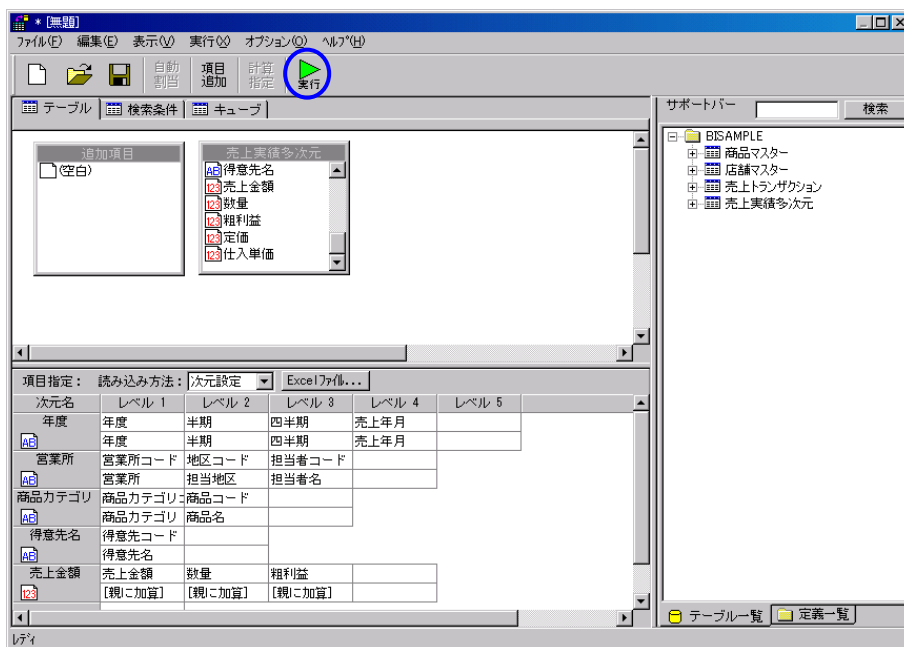 * [無題]
ファイル(F) 編集(E) 表示(V) 実行(X) オプション(O) ヘルプ(H)
自動割当 項目追加 計算指定 実行
テーブル 検索条件 キューブ
サポートバー 検索
追加項目
(空白)
売上実績多次元
得意先名
売上金額
数量
粗利益
定価
仕入単価
BISAMPLE
商品マスター
店舗マスター
売上トランザクション
売上実績多次元
項目指定： 読み込み方法： 次元設定 Excelファイル...
次元名 レベル 1 レベル 2 レベル 3 レベル 4 レベル 5
年度 年度 半期 四半期 売上年月
年度 半期 四半期 売上年月
営業所 営業所コード 地区コード 担当者コード
営業所 担当地区 担当者名
商品カテゴリ 商品カテゴリコ 商品コード
商品カテゴリ 商品名
得意先名 得意先コード
得意先名
売上金額 売上金額 数量 粗利益
[親に加算] [親に加算] [親に加算]
テーブル一覧 定義一覧
レディ